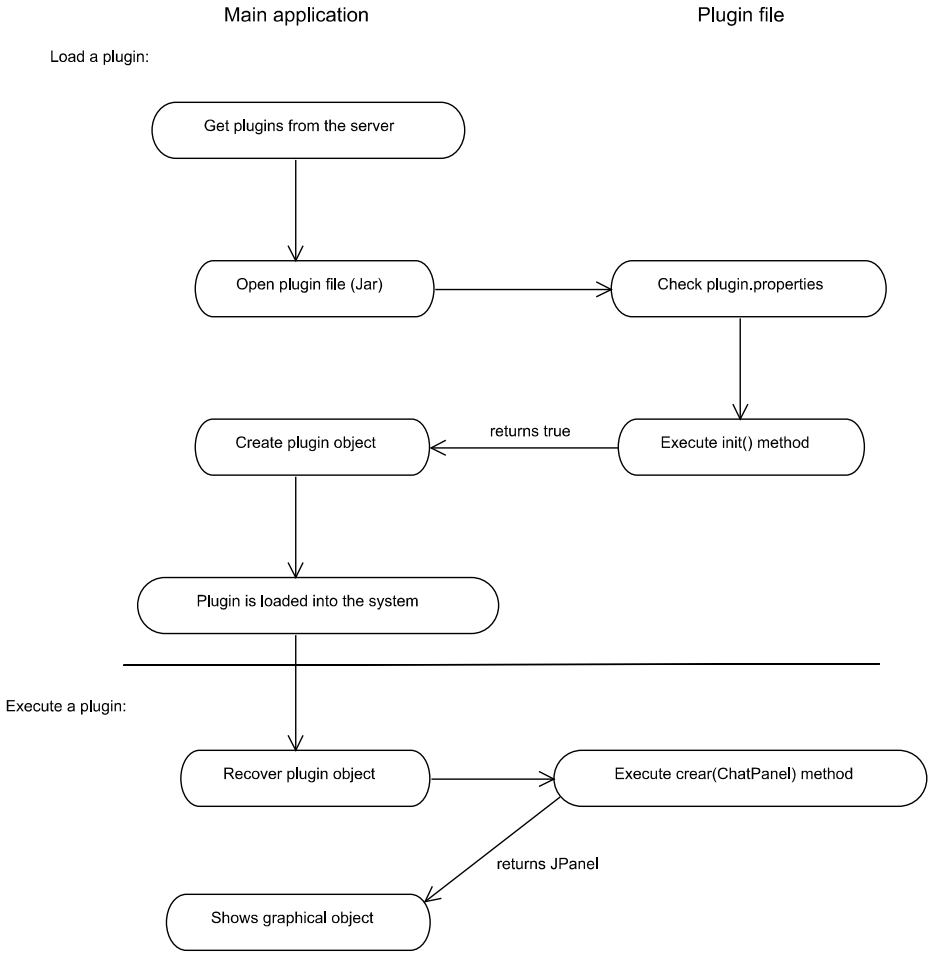 Main application
Plugin file
Load a plugin:
Get plugins from the server
Open plugin file (Jar)
Check plugin.properties
Create plugin object
returns true
Execute init() method
Plugin is loaded into the system
Execute a plugin:
Recover plugin object
Execute crear(ChatPanel) method
returns JPanel
Shows graphical object